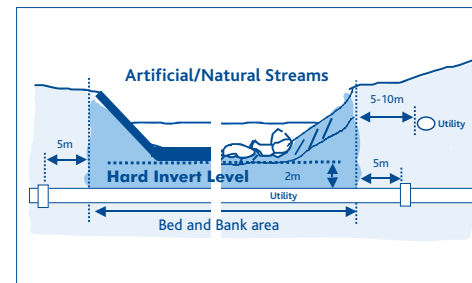 Artificial/Natural Streams
5-10m
Utility
5m
5m
Hard Invert Level
2m
Utility
Bed and Bank area